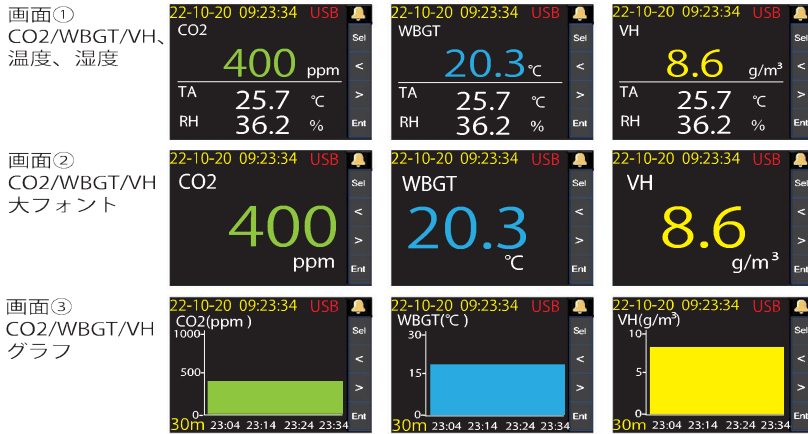 画面①
CO2/WBGT/VH、
温度、湿度
22-10-20 09:23:34 USB
CO2
400 ppm
TA 25.7 ℃
RH 36.2 %
Sel
<
>
Ent
22-10-20 09:23:34 USB
WBGT
20.3 ℃
TA 25.7 ℃
RH 36.2 %
Sel
<
>
Ent
22-10-20 09:23:34 USB
VH
8.6 g/m³
TA 25.7 ℃
RH 36.2 %
Sel
<
>
Ent
画面②
CO2/WBGT/VH
大フォント
22-10-20 09:23:34 USB
CO2
400
ppm
Sel
<
>
Ent
22-10-20 09:23:34 USB
WBGT
20.3
℃
Sel
<
>
Ent
22-10-20 09:23:34 USB
VH
8.6
g/m³
Sel
<
>
Ent
画面③
CO2/WBGT/VH
グラフ
22-10-20 09:23:34 USB
CO2(ppm )
1000
500
0
30m 23:04 23:14 23:24 23:34
Sel
<
>
Ent
22-10-20 09:23:34 USB
WBGT(℃ )
30
15
0
30m 23:04 23:14 23:24 23:34
Sel
<
>
Ent
22-10-20 09:23:34 USB
VH(g/m³)
10
5
0
30m 23:04 23:14 23:24 23:34
Sel
<
>
Ent